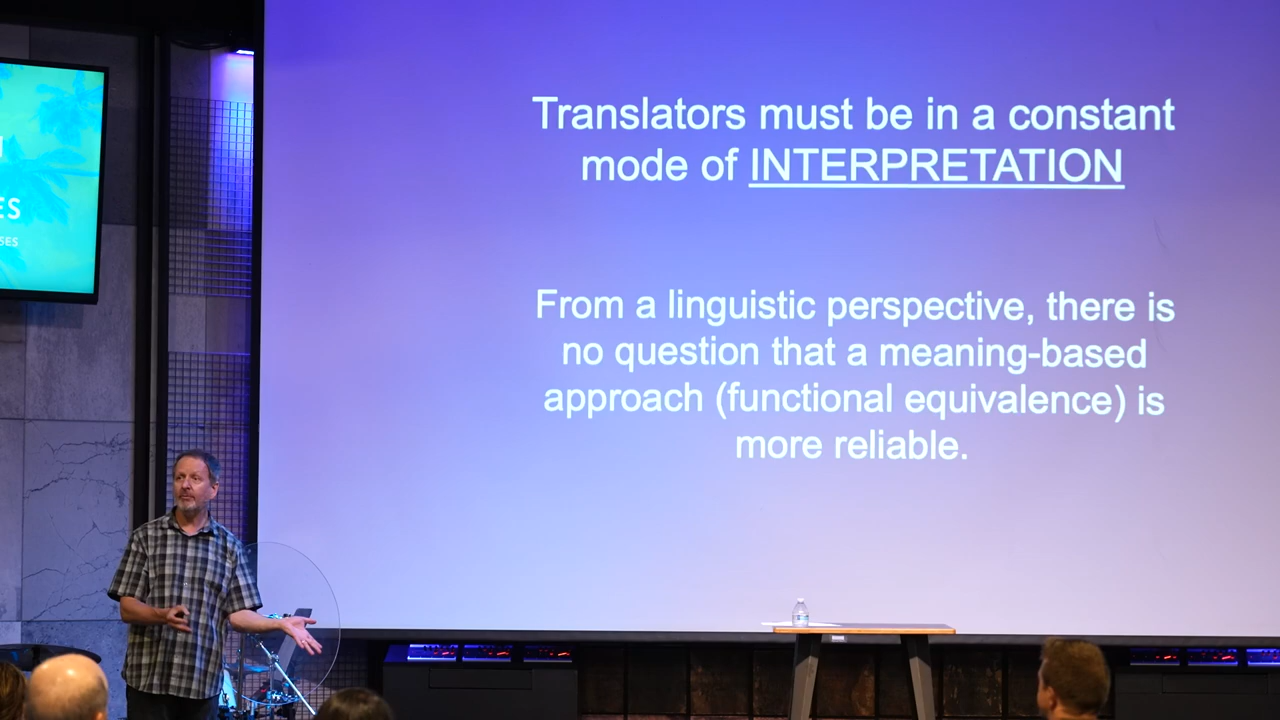 Translators must be in a constant
mode of INTERPRETATION
From a linguistic perspective, there is
no question that a meaning-based
approach (functional equivalence) is
more reliable.